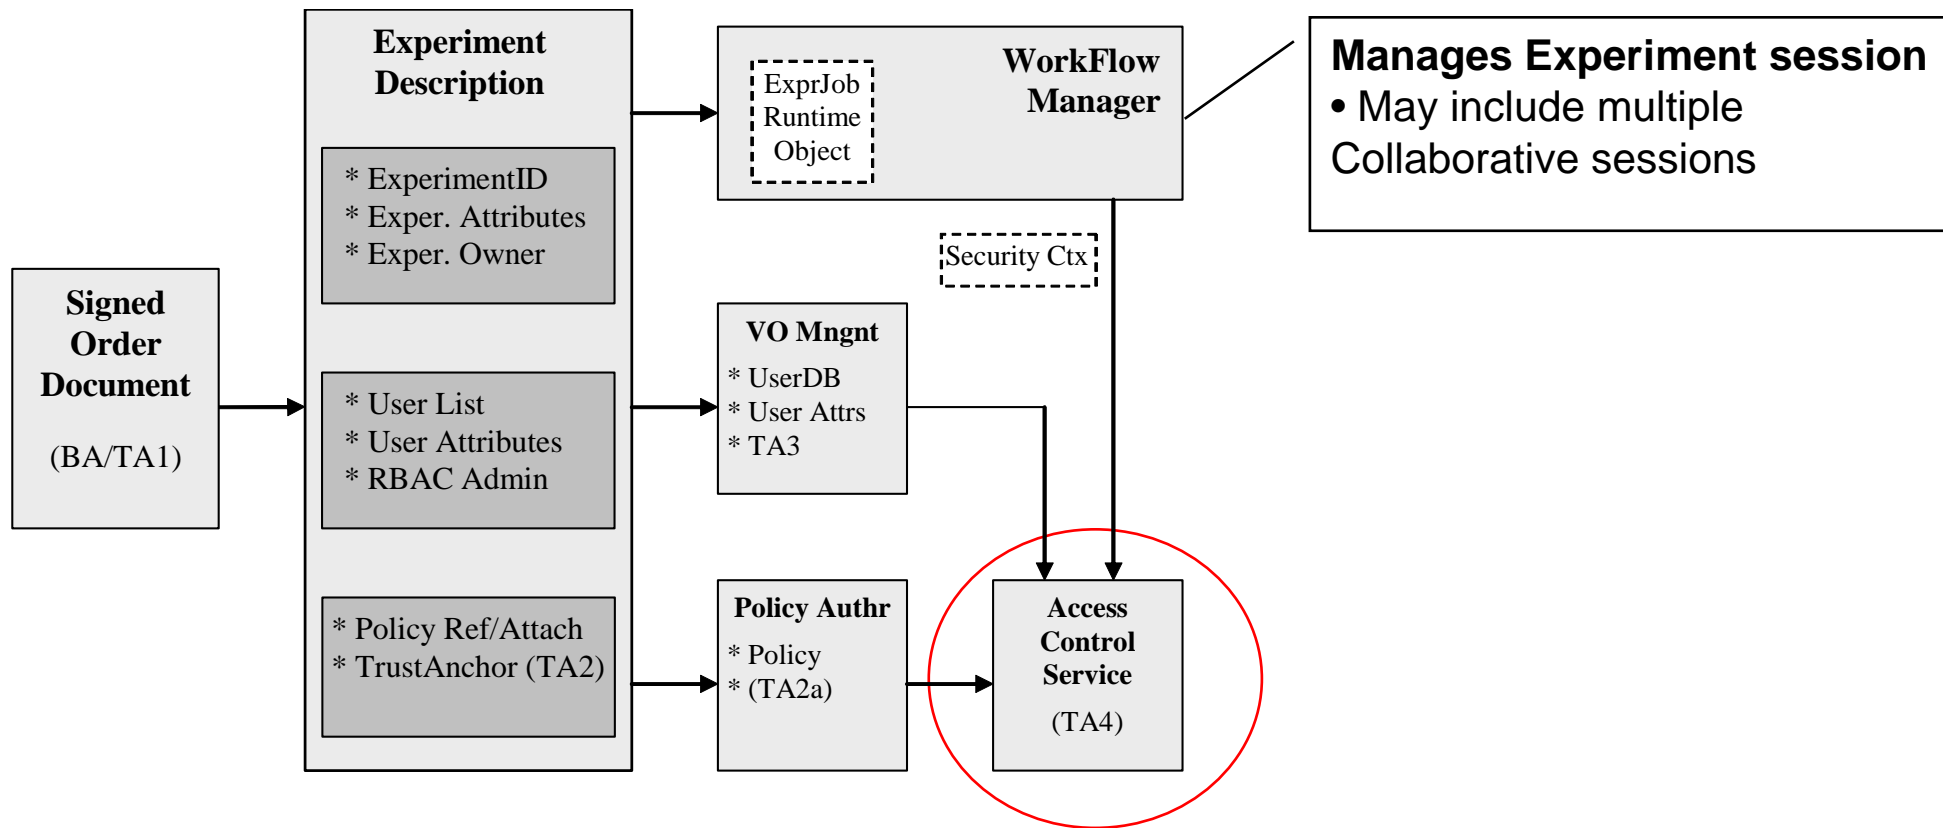 Signed
Order
Document
(BA/TA1)
Experiment
Description
* ExperimentID
* Exper. Attributes
* Exper. Owner
* User List
* User Attributes
* RBAC Admin
* Policy Ref/Attach
* TrustAnchor (TA2)
WorkFlow
Manager
ExprJob
Runtime
Object
Security Ctx
VO Mngnt
* UserDB
* User Attrs
* TA3
Policy Authr
* Policy
* (TA2a)
Access
Control
Service
(TA4)
Manages Experiment session
• May include multiple
Collaborative sessions